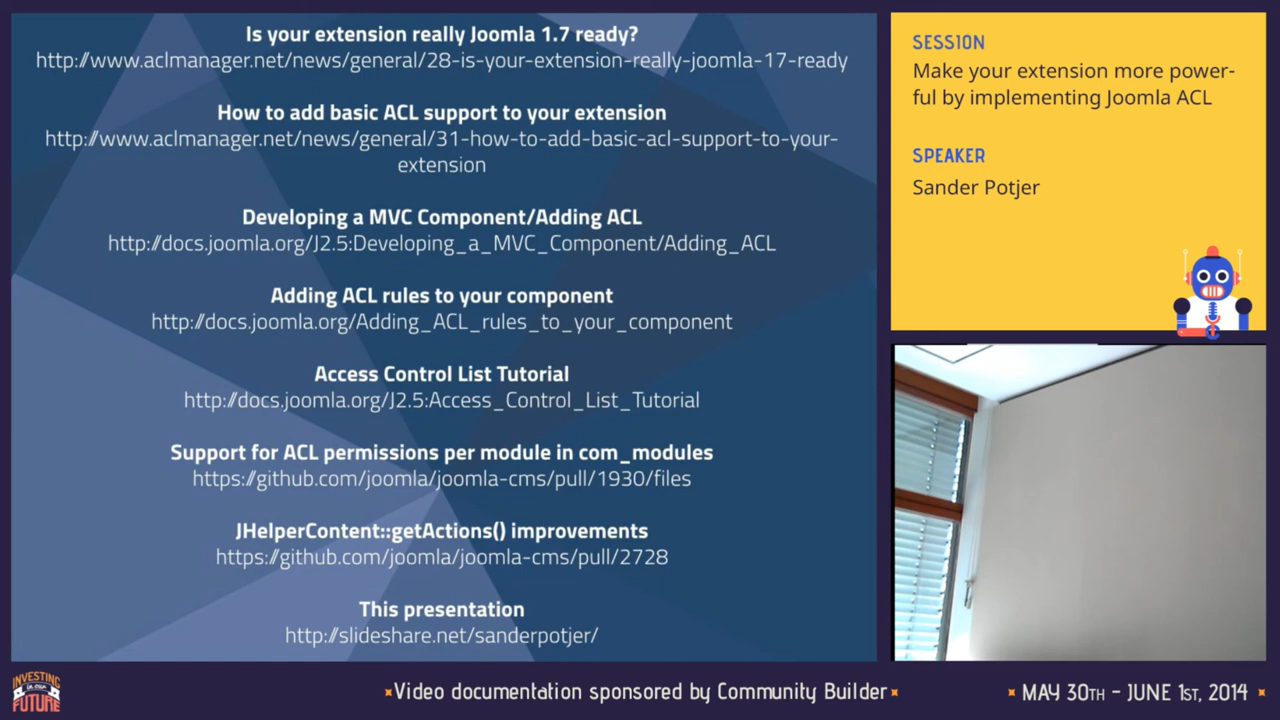 Is your extension really Joomla 1.7 ready?
http://www.aclmanager.net/news/general/28-is-your-extension-really-joomla-17-ready
How to add basic ACL support to your extension
http://www.aclmanager.net/news/general/31-how-to-add-basic-acl-support-to-your-
extension
Developing a MVC Component/Adding ACL
http://docs.joomla.org/J2.5:Developing_a_MVC_Component/Adding_ACL
Adding ACL rules to your component
http://docs.joomla.org/Adding_ACL_rules_to_your_component
Access Control List Tutorial
http://docs.joomla.org/J2.5:Access_Control_List_Tutorial
Support for ACL permissions per module in com_modules
https://github.com/joomla/joomla-cms/pull/1930/files
JHelperContent::getActions() improvements
https://github.com/joomla/joomla-cms/pull/2728
This presentation
http://slideshare.net/sanderpotjer/
SESSION
Make your extension more power-
ful by implementing Joomla ACL
SPEAKER
Sander Potjer
INVESTING
IN OUR
FUTURE
Video documentation sponsored by Community Builder
MAY 30TH - JUNE 1ST, 2014